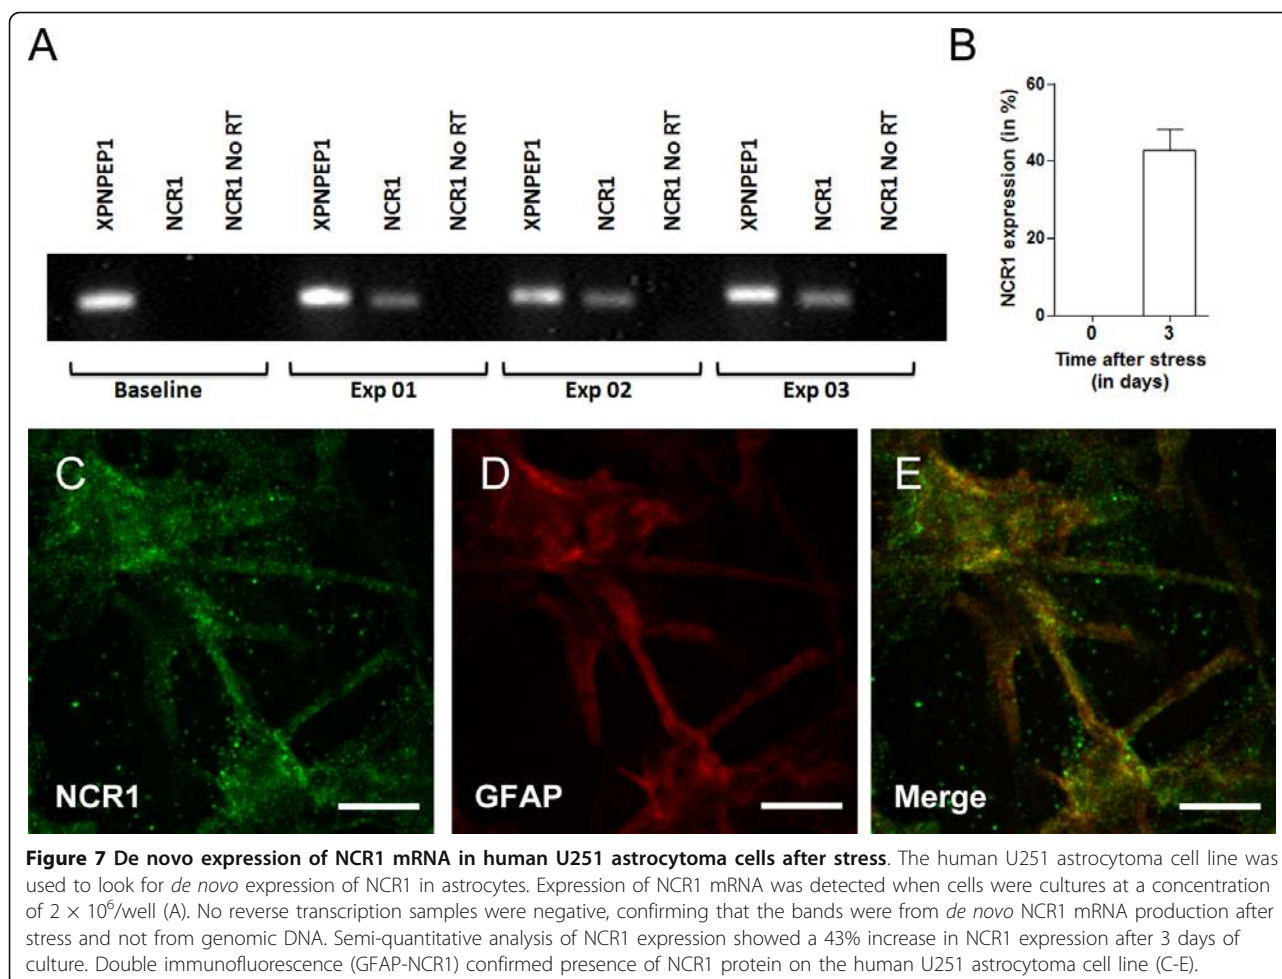 A
B
XPNPEP1
NCR1
NCR1 No RT
XPNPEP1
NCR1
NCR1 No RT
XPNPEP1
NCR1
NCR1 No RT
XPNPEP1
NCR1
NCR1 No RT
Baseline
Exp 01
Exp 02
Exp 03
NCR1 expression (in %)
60
40
20
0
0
3
Time after stress
(in days)
C
NCR1
D
GFAP
E
Merge
Figure 7 De novo expression of NCR1 mRNA in human U251 astrocytoma cells after stress. The human U251 astrocytoma cell line was
used to look for de novo expression of NCR1 in astrocytes. Expression of NCR1 mRNA was detected when cells were cultures at a concentration
of 2 × 10⁶/well (A). No reverse transcription samples were negative, confirming that the bands were from de novo NCR1 mRNA production after
stress and not from genomic DNA. Semi-quantitative analysis of NCR1 expression showed a 43% increase in NCR1 expression after 3 days of
culture. Double immunofluorescence (GFAP-NCR1) confirmed presence of NCR1 protein on the human U251 astrocytoma cell line (C-E).